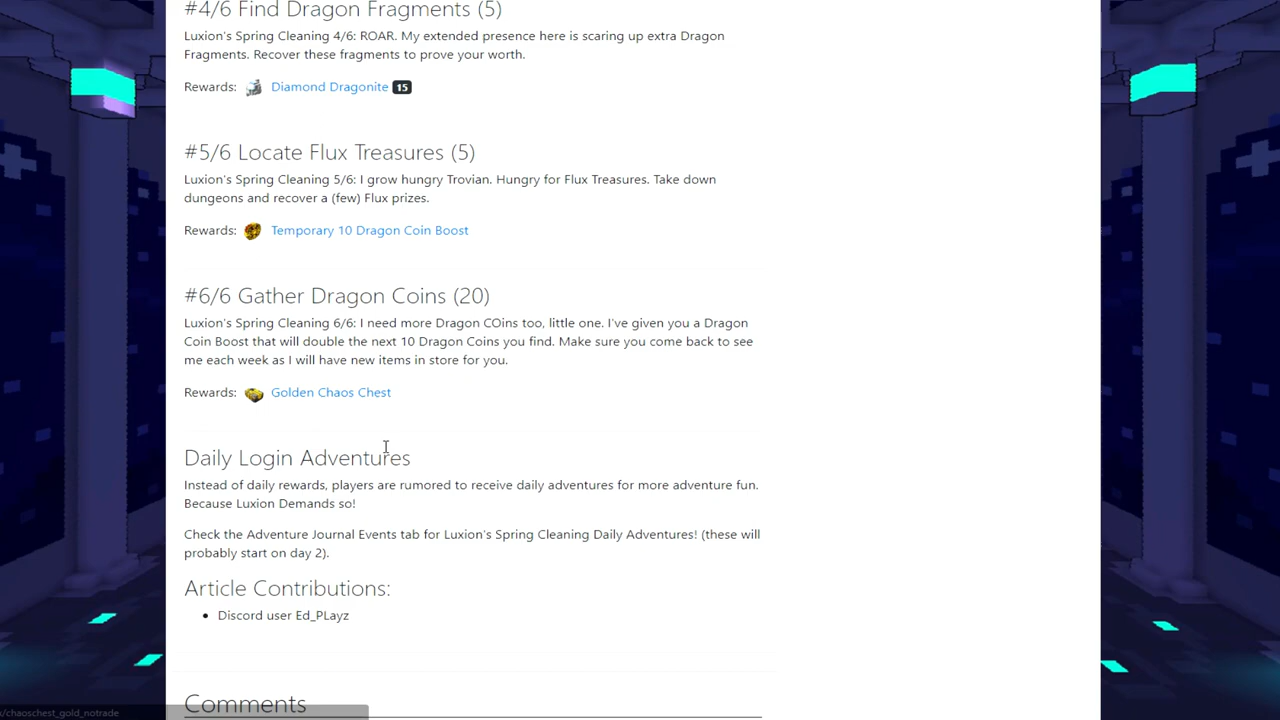 #4/6 Find Dragon Fragments (5)
Luxion's Spring Cleaning 4/6: ROAR. My extended presence here is scaring up extra Dragon
Fragments. Recover these fragments to prove your worth.
Rewards: Diamond Dragonite 15
#5/6 Locate Flux Treasures (5)
Luxion's Spring Cleaning 5/6: I grow hungry Trovian. Hungry for Flux Treasures. Take down
dungeons and recover a (few) Flux prizes.
Rewards: Temporary 10 Dragon Coin Boost
#6/6 Gather Dragon Coins (20)
Luxion's Spring Cleaning 6/6: I need more Dragon COins too, little one. I've given you a Dragon
Coin Boost that will double the next 10 Dragon Coins you find. Make sure you come back to see
me each week as I will have new items in store for you.
Rewards: Golden Chaos Chest
Daily Login Adventures
Instead of daily rewards, players are rumored to receive daily adventures for more adventure fun.
Because Luxion Demands so!
Check the Adventure Journal Events tab for Luxion's Spring Cleaning Daily Adventures! (these will
probably start on day 2).
Article Contributions:
• Discord user Ed_PLayz
Comments
/chaoschest_gold_notrade